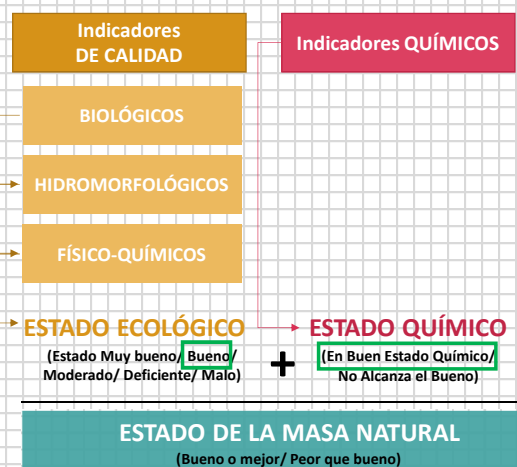 Indicadores
DE CALIDAD
Indicadores QUÍMICOS
BIOLÓGICOS
HIDROMORFOLÓGICOS
FÍSICO-QUÍMICOS
ESTADO ECOLÓGICO
(Estado Muy bueno/ Bueno/
Moderado/ Deficiente/ Malo)
+
ESTADO QUÍMICO
(En Buen Estado Químico/
No Alcanza el Bueno)
ESTADO DE LA MASA NATURAL
(Bueno o mejor/ Peor que bueno)